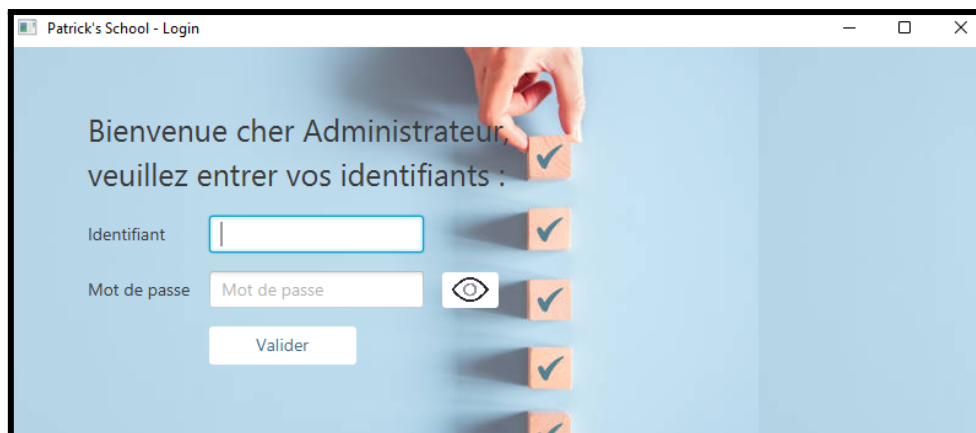 Patrick's School - Login
Bienvenue cher Administrateur,
veuillez entrer vos identifiants :
Identifiant
Mot de passe Mot de passe
Valider